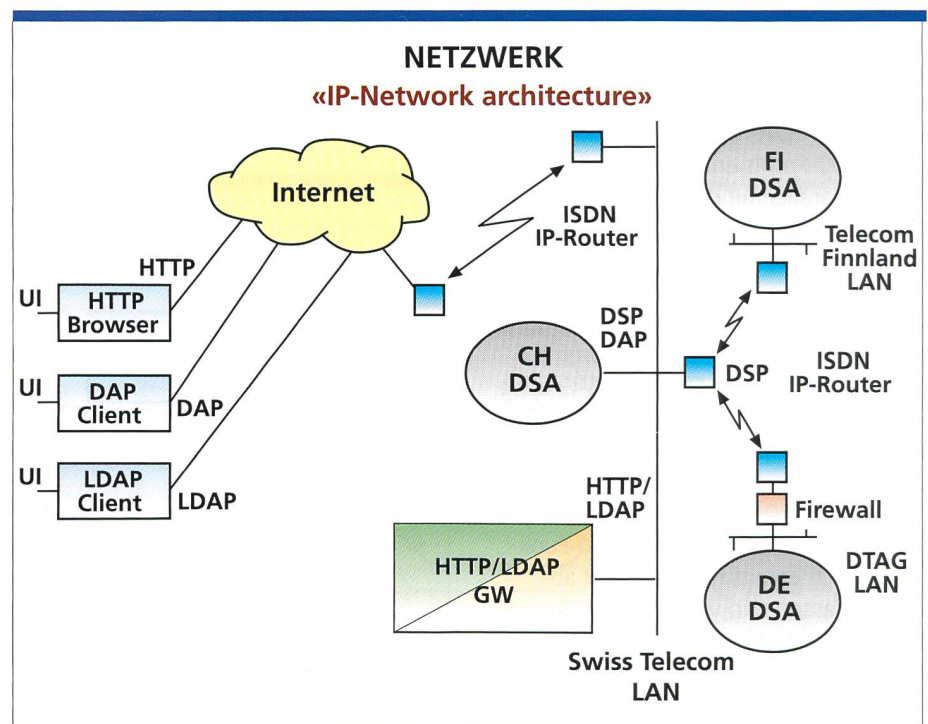 NETZWERK
«IP-Network architecture»
Internet
ISDN
IP-Router
FI
DSA
Telecom
Finnland
LAN
HTTP
UI
HTTP
Browser
UI
DAP
Client
DAP
UI
LDAP
Client
LDAP
DSP
DAP
CH
DSA
DSP
ISDN
IP-Router
HTTP/
LDAP
HTTP/LDAP
GW
Firewall
DTAG
LAN
DE
DSA
Swiss Telecom
LAN